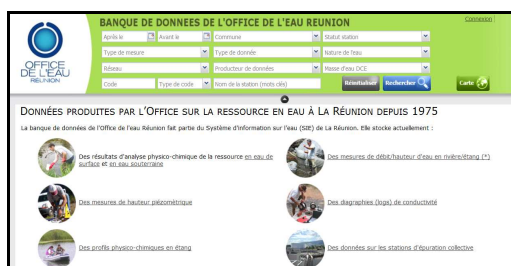 BANQUE DE DONNEES DE L'OFFICE DE L'EAU REUNION
Connexion
OFFICE
DE L'EAU
RÉUNION
Après le
Avant le
Commune
Statut station
Type de mesure
Type de donnée
Nature de l'eau
Réseau
Producteur de données
Masse d'eau DCE
Code
Type de code
Nom de la station (mots clés)
Réinitialiser
Rechercher
Carte
DONNÉES PRODUITES PAR L'OFFICE SUR LA RESSOURCE EN EAU À LA RÉUNION DEPUIS 1975
La banque de données de l'Office de l'eau Réunion fait partie du Système d'information sur l'eau (SIE) de La Réunion. Elle stocke actuellement :
Des résultats d'analyse physico-chimique de la ressource en eau de
surface et en eau souterraine
Des mesures de débit/hauteur d'eau en rivière/étang (*)
Des mesures de hauteur piézométrique
Des diagraphies (logs) de conductivité
Des profils physico-chimiques en étang
Des données sur les stations d'épuration collective